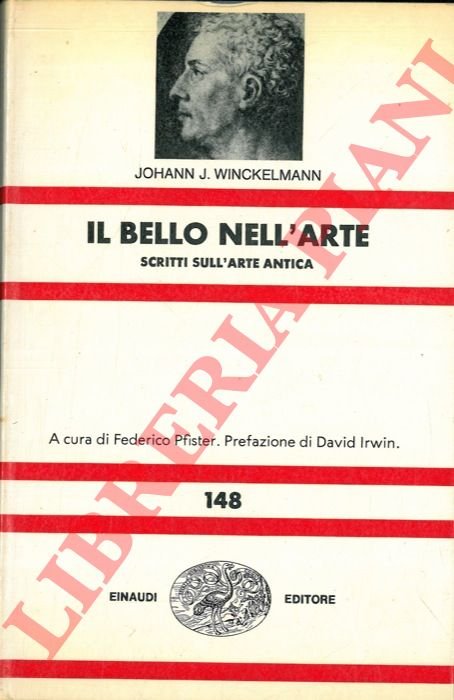 JOHANN J. WINCKELMANN
IL BELLO NELL'ARTE
SCRITTI SULL'ARTE ANTICA
A cura di Federico Pfister. Prefazione di David Irwin.
148
EINAUDI EDITORE
LIBRERIA PIANI